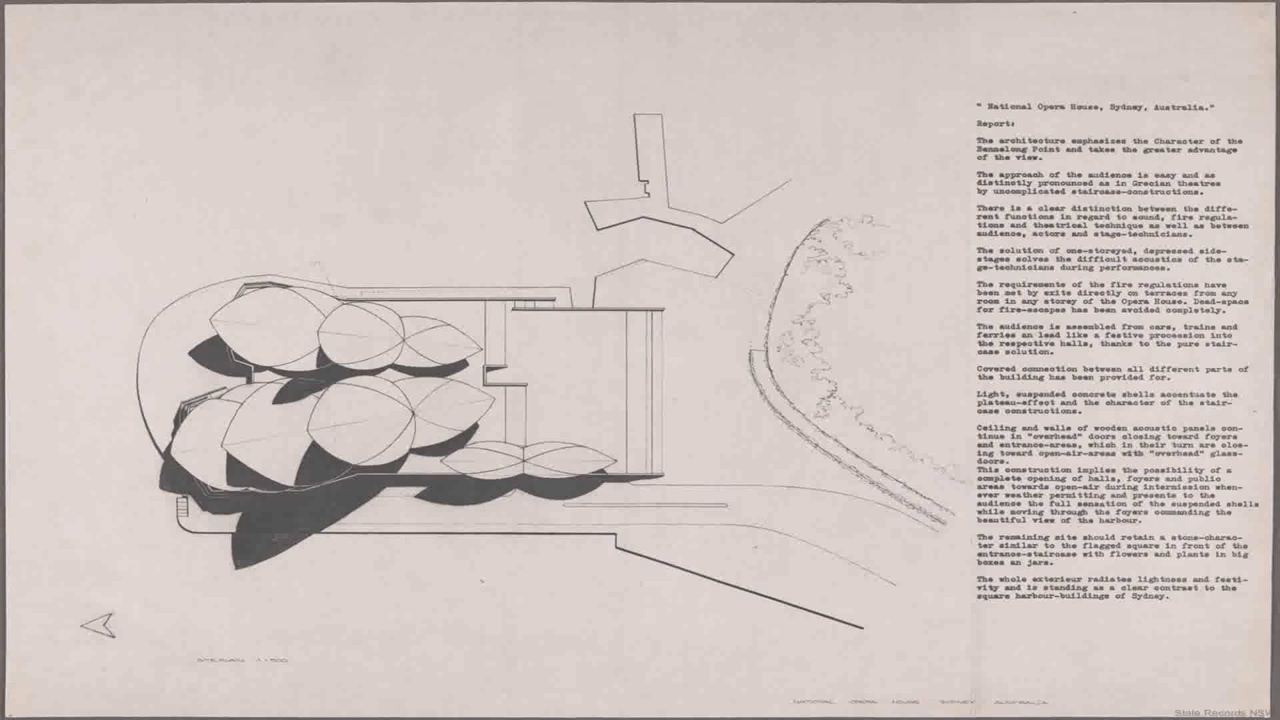 " National Opera House, Sydney, Australia."
Report:
The architecture emphasizes the Character of the
Bennelong Point and takes the greater advantage
of the view.
The approach of the audience is easy and as
distinctly pronounced as in Grecian theatres
by uncomplicated staircase-constructions.
There is a clear distinction between the diffe-
rent functions in regard to sound, fire regula-
tions and theatrical technique as well as between
audience, actors and stage-technicians.
The solution of one-storeyed, depressed side-
stages solves the difficult acoustics of the sta-
ge-technicians during performances.
The requirements of the fire regulations have
been met by exits directly on terraces from any
room in any storey of the Opera House. Dead-space
for fire-escapes has been avoided completely.
The audience is assembled from cars, trains and
ferries an lead like a festive procession into
the respective halls, thanks to the pure stair-
case solution.
Covered connection between all different parts of
the building has been provided for.
Light, suspended concrete shells accentuate the
plateau-effect and the character of the stair-
case constructions.
Ceiling and walls of wooden acoustic panels con-
tinue in "overhead" doors closing toward foyers
and entrance-areas, which in their turn are clos-
ing toward open-air-areas with "overhead" glass-
doors.
This construction implies the possibility of a
complete opening of halls, foyers and public
areas towards open-air during intermission when-
ever weather permitting and presents to the
audience the full sensation of the suspended shells
while moving through the foyers commanding the
beautiful view of the harbour.
The remaining site should retain a stone-charac-
ter similar to the flagged square in front of the
entrance-staircase with flowers and plants in big
boxes an jars.
The whole exterieur radiates lightness and festi-
vity and is standing as a clear contrast to the
square harbour-buildings of Sydney.
SITEPLAN 1:500
NATIONAL OPERA HOUSE SYDNEY AUSTRALIA
State Records NSW